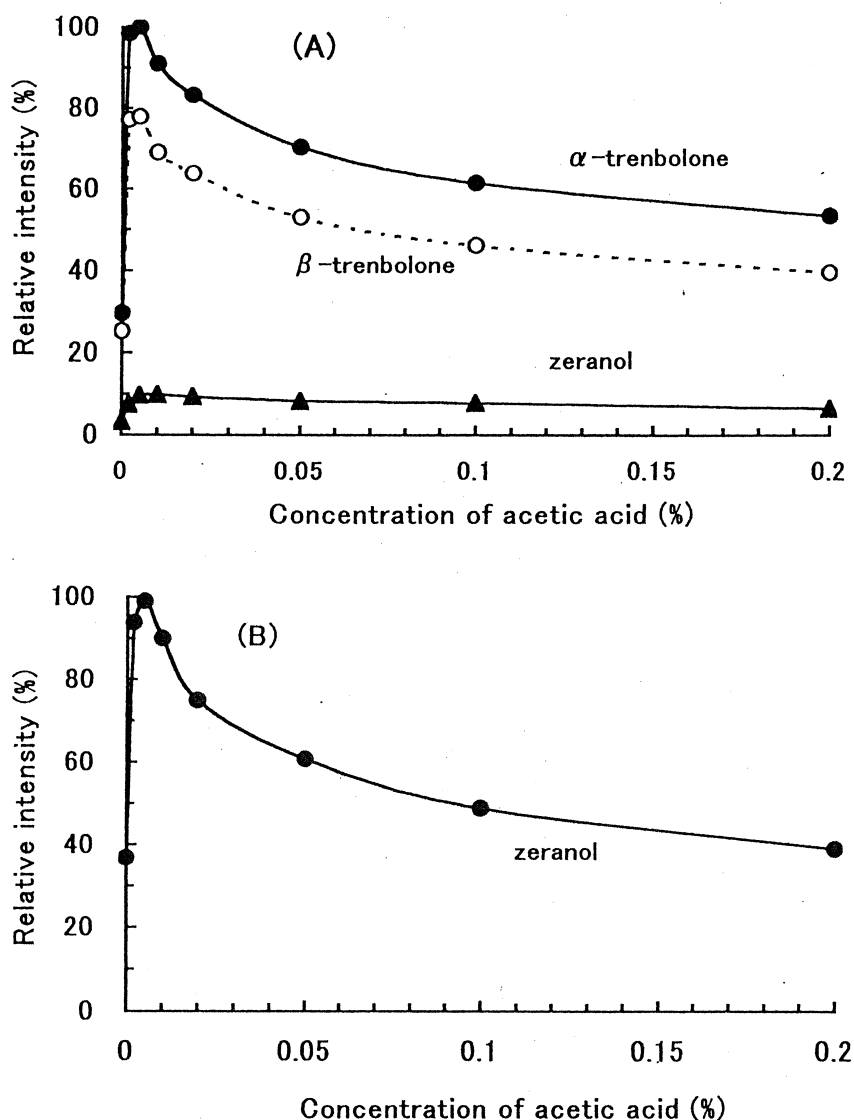 (A)
Relative intensity (%)
100
80
60
40
20
0
α-trenbolone
β-trenbolone
zeranol
0 0.05 0.1 0.15 0.2
Concentration of acetic acid (%)
(B)
Relative intensity (%)
100
80
60
40
20
0
zeranol
0 0.05 0.1 0.15 0.2
Concentration of acetic acid (%)